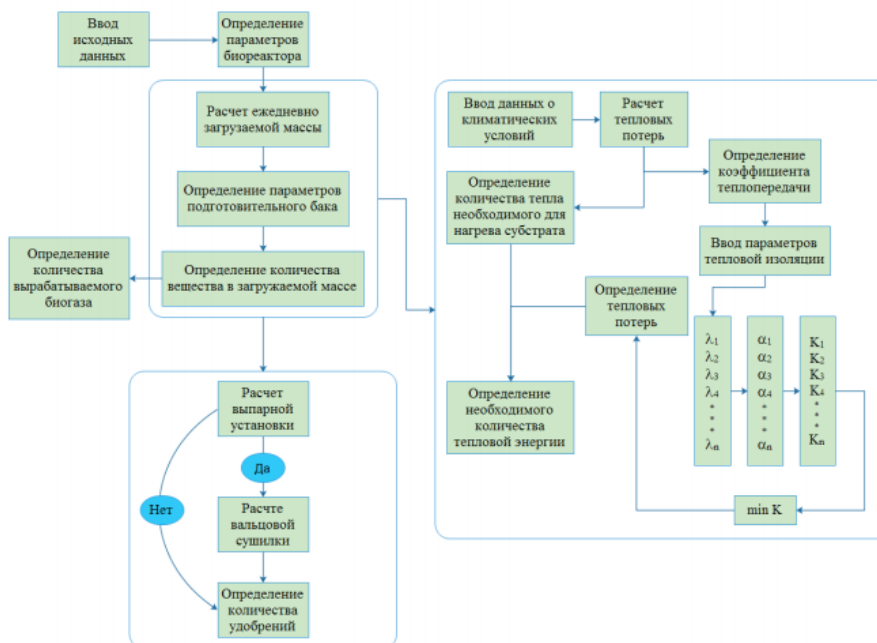 Ввод
исходных
данных
Определение
параметров
биореактора
Расчет ежедневно
загрузаемой массы
Определение параметров
подготовительного бака
Определение количества
вещества в загружаемой массе
Определение
количества
вырабатываемого
биогаза
Расчет
выпарной
установки
Да
Нет
Расчте
вальцовой
сушилки
Определение
количества
удобрений
Ввод данных о
климатических
условий
Расчет
тепловых
потерь
Определение
коэффициента
теплопередачи
Определение
количества тепла
необходимого для
нагрева субстрата
Ввод параметров
тепловой изоляции
Определение
тепловых
потерь
Определение
необходимого
количества
тепловой энергии
λ1
λ2
λ3
λ4
*
*
*
λn
α1
α2
α3
α4
*
*
*
αn
K1
K2
K3
K4
*
*
*
Kn
min K